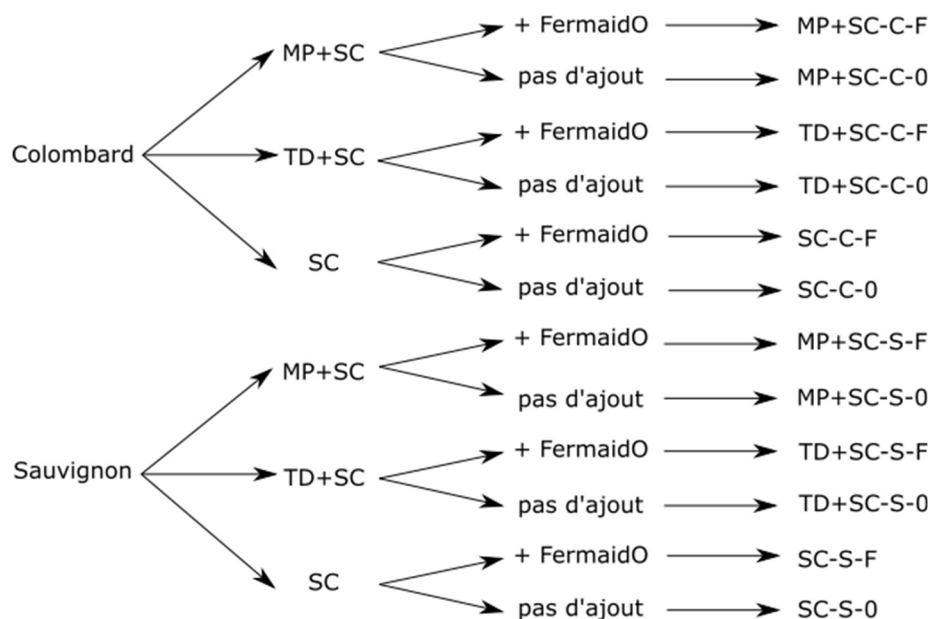 + FermaidO MP+SC-C-F
MP+SC
pas d'ajout MP+SC-C-0
+ FermaidO TD+SC-C-F
Colombard TD+SC
pas d'ajout TD+SC-C-0
+ FermaidO SC-C-F
SC
pas d'ajout SC-C-0
+ FermaidO MP+SC-S-F
MP+SC
pas d'ajout MP+SC-S-0
+ FermaidO TD+SC-S-F
Sauvignon TD+SC
pas d'ajout TD+SC-S-0
+ FermaidO SC-S-F
SC
pas d'ajout SC-S-0